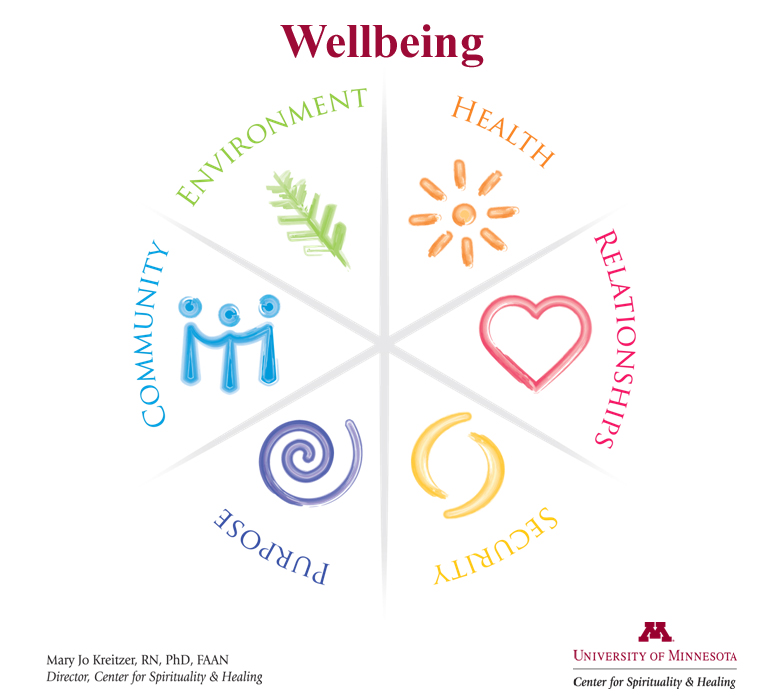 Wellbeing
ENVIRONMENT
HEALTH
COMMUNITY
RELATIONSHIPS
PURPOSE
SECURITY
Mary Jo Kreitzer, RN, PhD, FAAN
Director, Center for Spirituality & Healing
M
UNIVERSITY OF MINNESOTA
Center for Spirituality & Healing